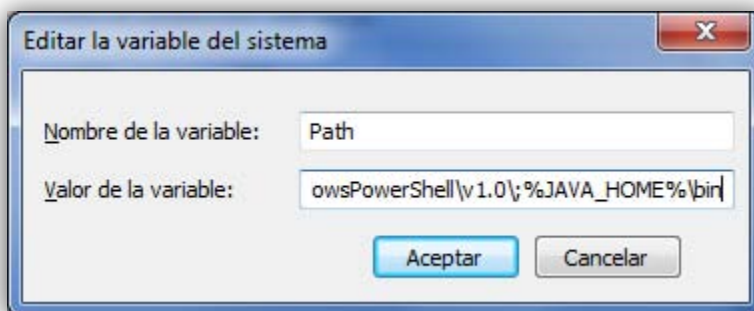 Editar la variable del sistema
Nombre de la variable: Path
Valor de la variable: owsPowerShell\v1.0\;%JAVA_HOME%\bin
Aceptar Cancelar